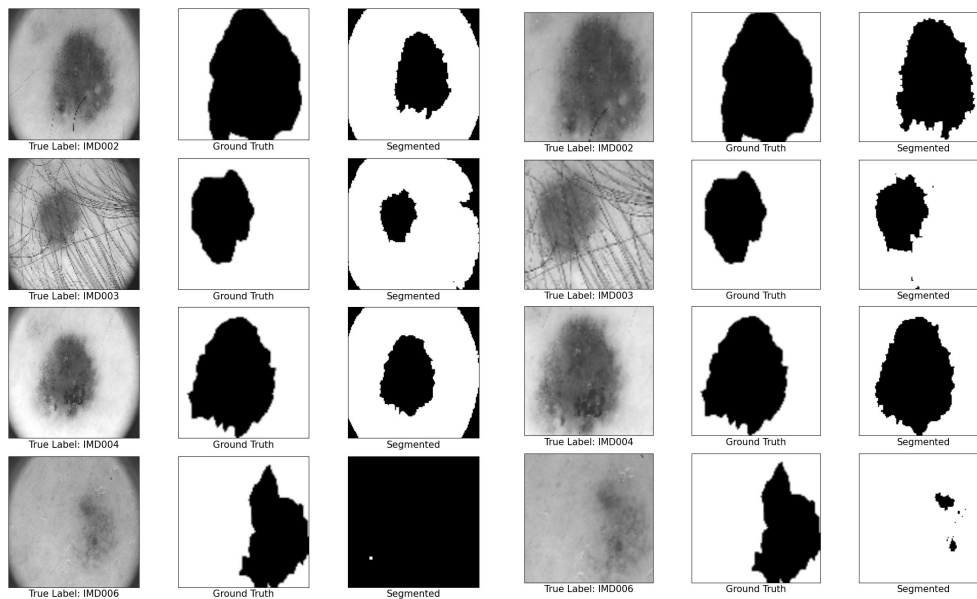 True Label: IMD002 Ground Truth Segmented True Label: IMD002 Ground Truth Segmented
True Label: IMD003 Ground Truth Segmented True Label: IMD003 Ground Truth Segmented
True Label: IMD004 Ground Truth Segmented True Label: IMD004 Ground Truth Segmented
True Label: IMD006 Ground Truth Segmented True Label: IMD006 Ground Truth Segmented